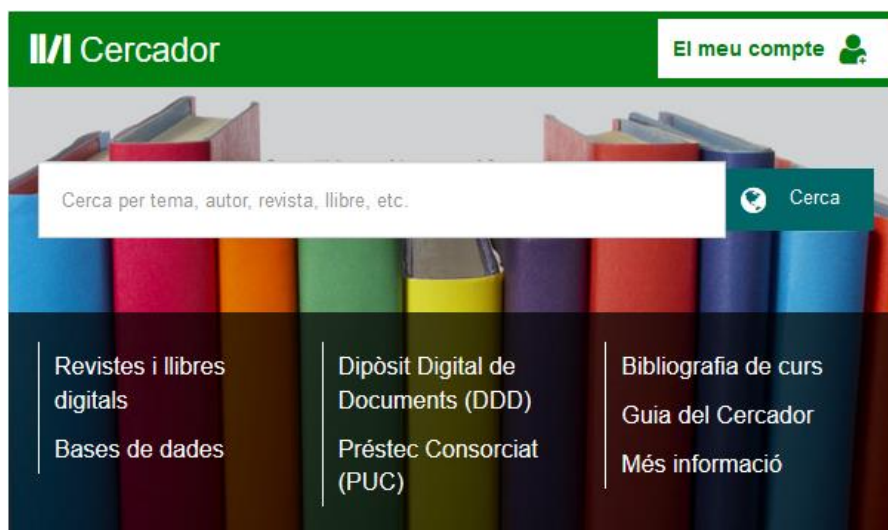 Cercador
El meu compte
Cerca per tema, autor, revista, llibre, etc.
Cerca
Revistes i llibres
digitals
Bases de dades
Dipòsit Digital de
Documents (DDD)
Préstec Consorciat
(PUC)
Bibliografia de curs
Guia del Cercador
Més informació